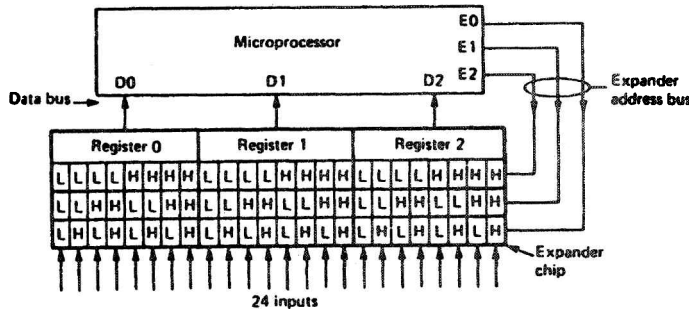 E0
Microprocessor
E1
E2
D0 D1 D2
Data bus
Expander
address bus
Register 0 Register 1 Register 2
L L L L H H H H L L L L H H H H L L L L H H H H
L L H H L L H H L L H H L L H H L L H H L L H H
L H L H L H L H L H L H L H L H L H L H L H L H
Expander
chip
24 inputs